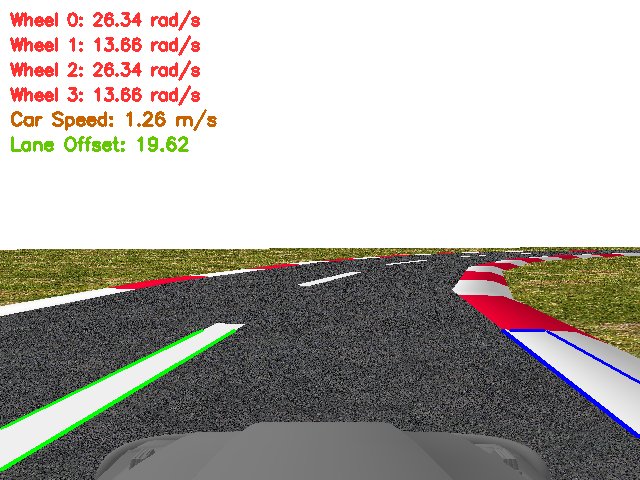 Wheel 0: 26.34 rad/s
Wheel 1: 13.66 rad/s
Wheel 2: 26.34 rad/s
Wheel 3: 13.66 rad/s
Car Speed: 1.26 m/s
Lane Offset: 19.62